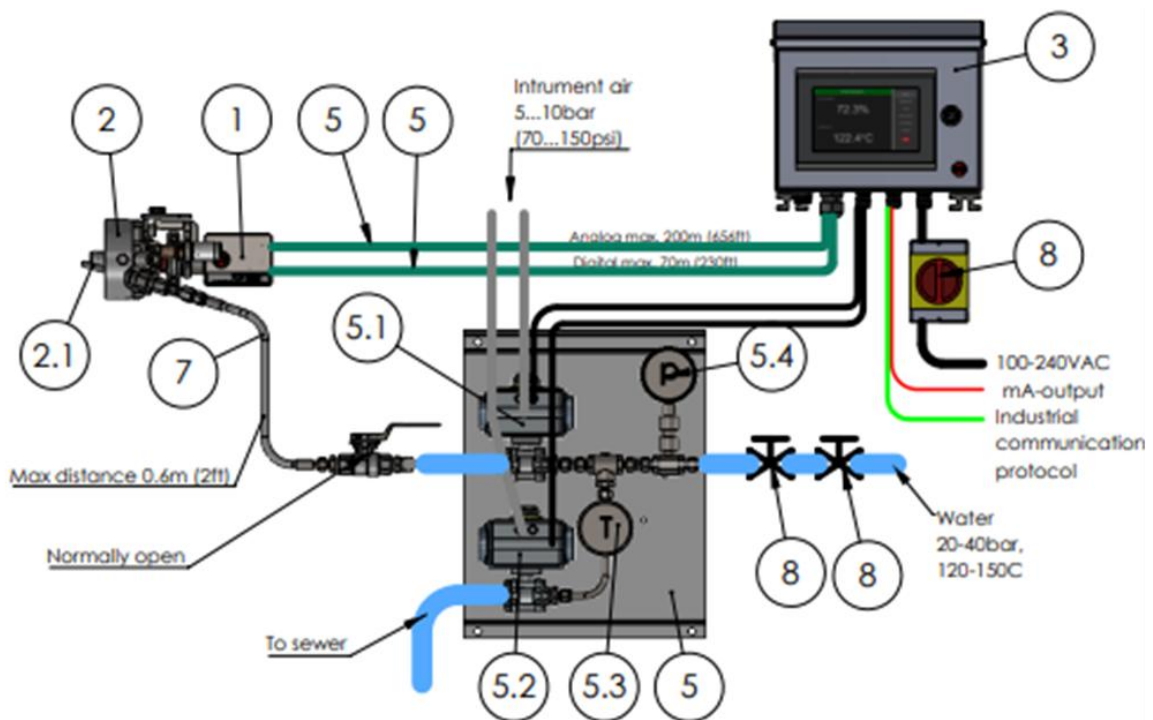 3
2
1
5
5
Intrument air
5...10bar
(70...150psi)
72.3%
122.4°C
Analog max. 200m (656ft)
Digital max. 70m (230ft)
8
2.1
7
5.1
P
5.4
100-240VAC
mA-output
Industrial
communication
protocol
Max distance 0.6m (2ft)
Normally open
T
8
8
Water
20-40bar,
120-150C
To sewer
5.2
5.3
5